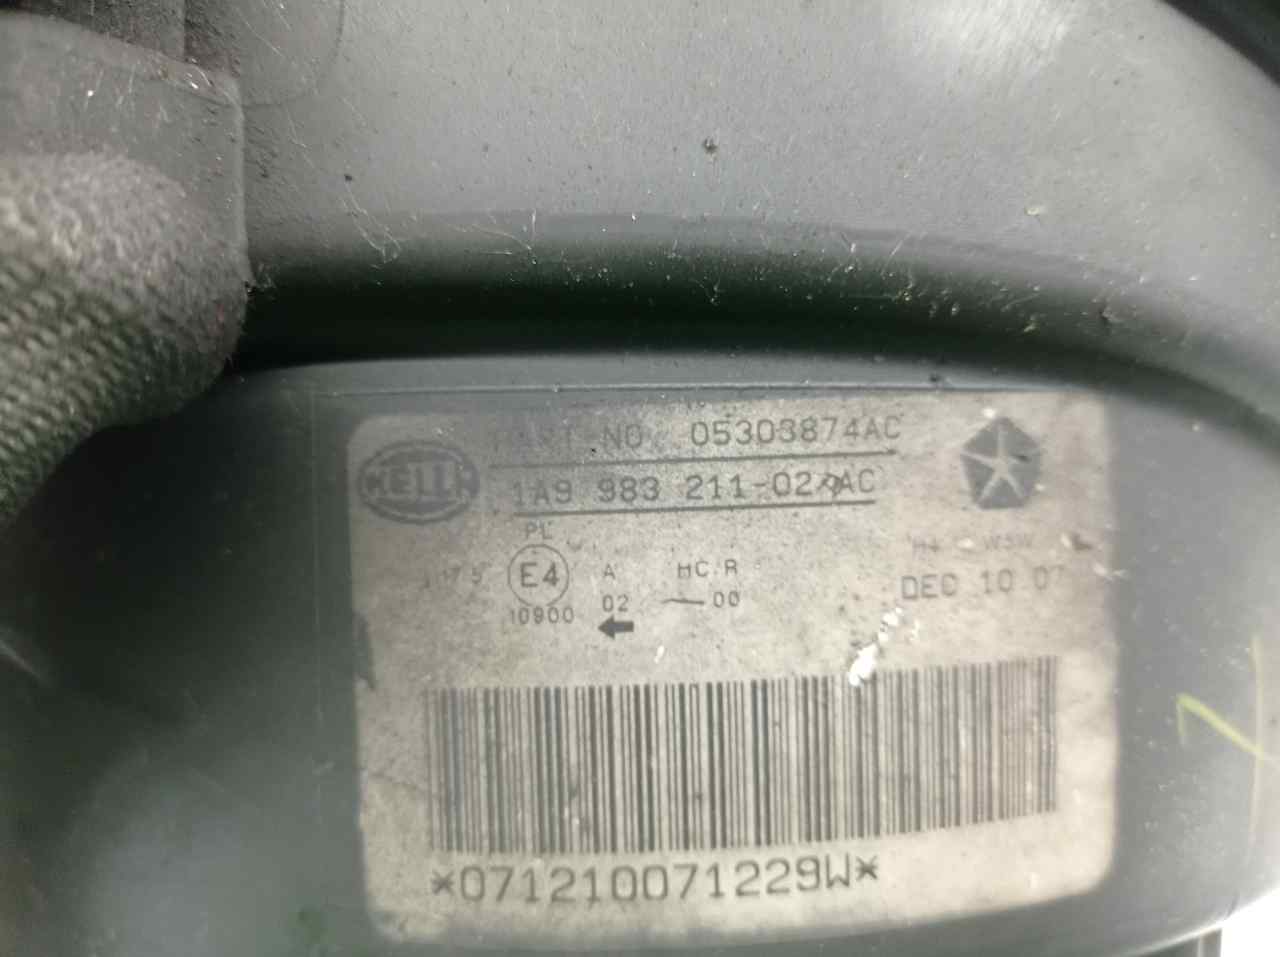 HELLA
PART NO. 05303874AC
1A9 983 211-02 AC
PL
H4 W5W
E4 A HC R
DEC 10 07
10900 02 00
*071210071229W*